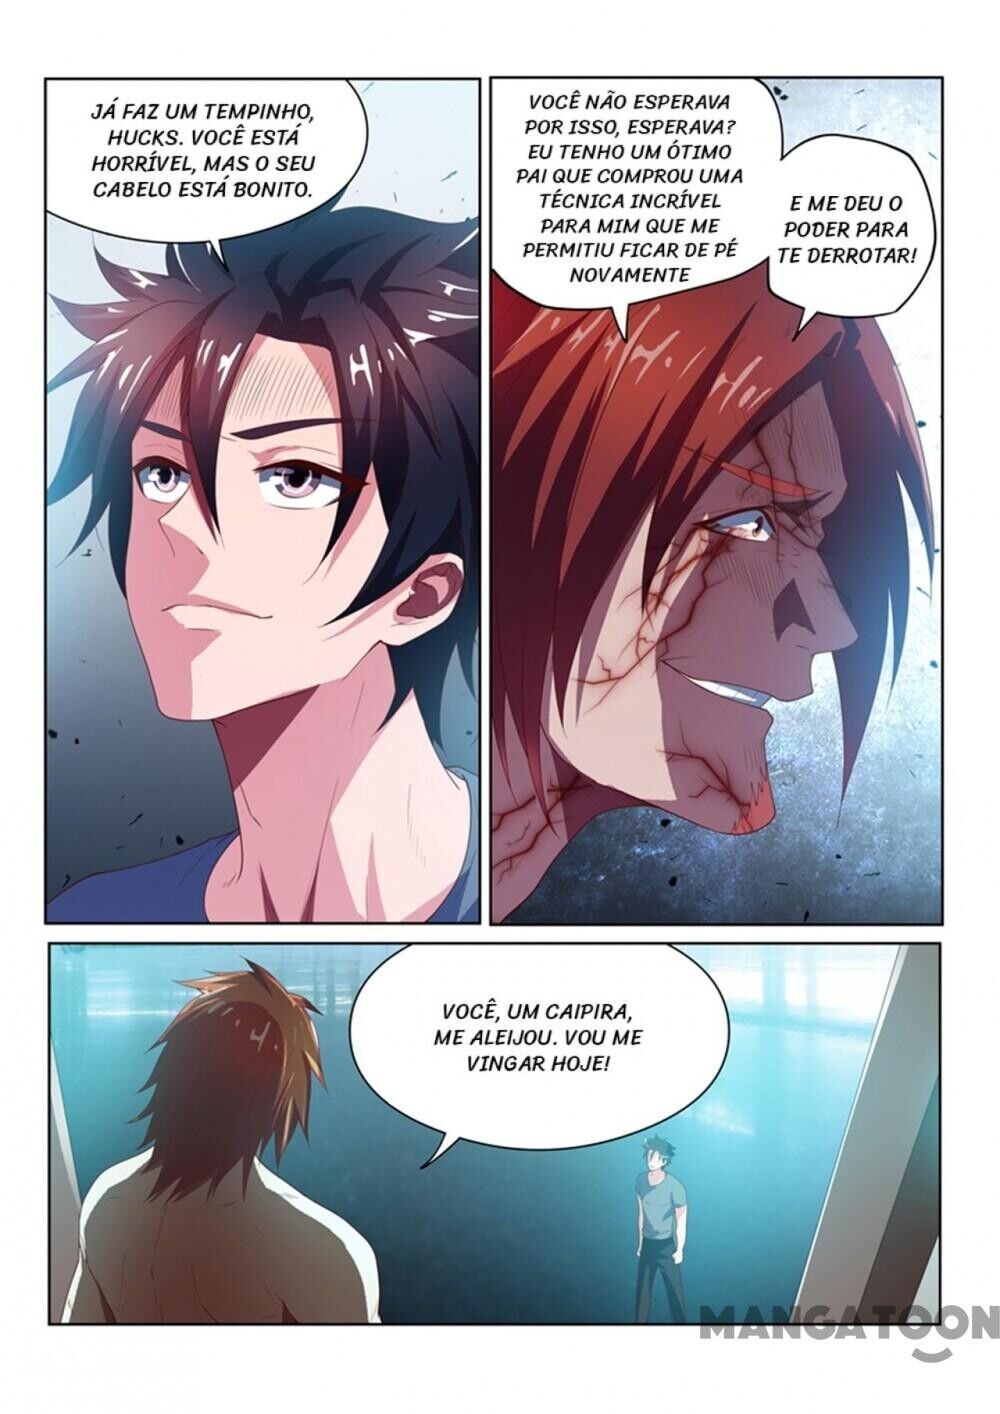 JÁ FAZ UM TEMPINHO,
HUCKS. VOCÊ ESTÁ
HORRÍVEL, MAS O SEU
CABELO ESTÁ BONITO.
VOCÊ NÃO ESPERAVA
POR ISSO, ESPERAVA?
EU TENHO UM ÓTIMO
PAI QUE COMPROU UMA
TÉCNICA INCRÍVEL
PARA MIM QUE ME
PERMITIU FICAR DE PÉ
NOVAMENTE
E ME DEU O
PODER PARA
TE DERROTAR!
VOCÊ, UM CAIPIRA,
ME ALEIJOU. VOU ME
VINGAR HOJE!
MANGATOON